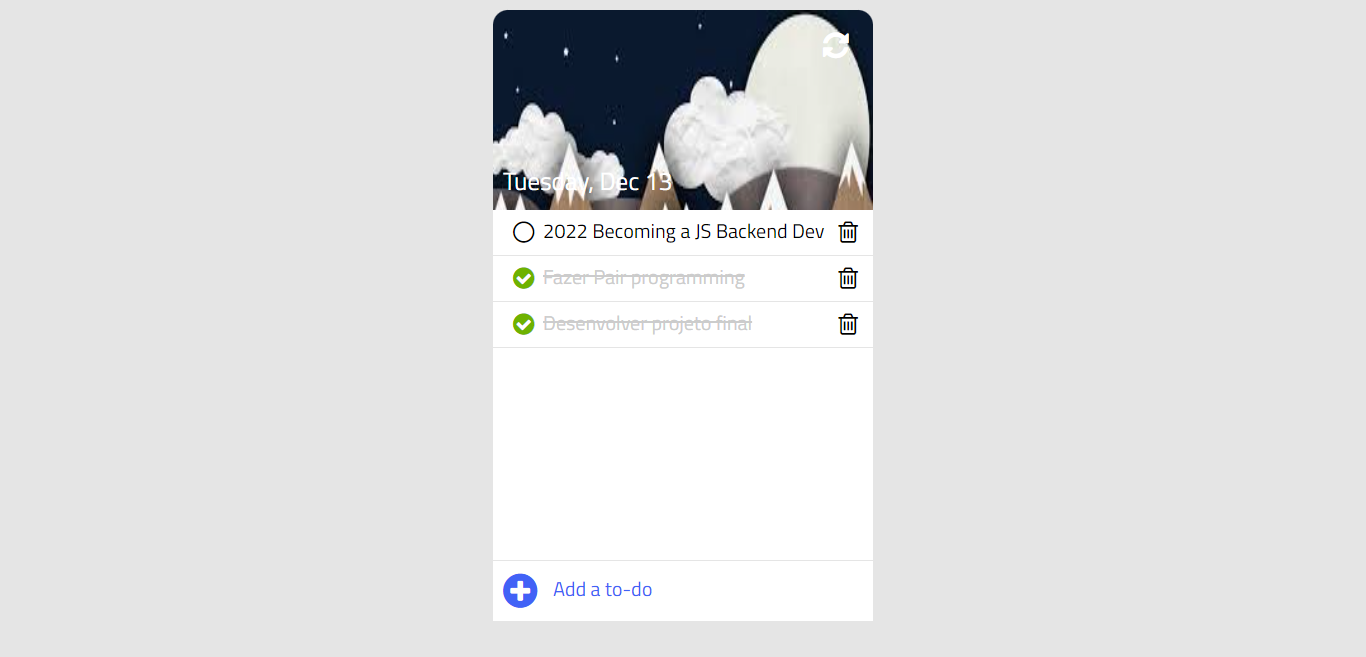 Tuesday, Dec 13
2022 Becoming a JS Backend Dev
Fazer Pair programming
Desenvolver projeto final
Add a to-do